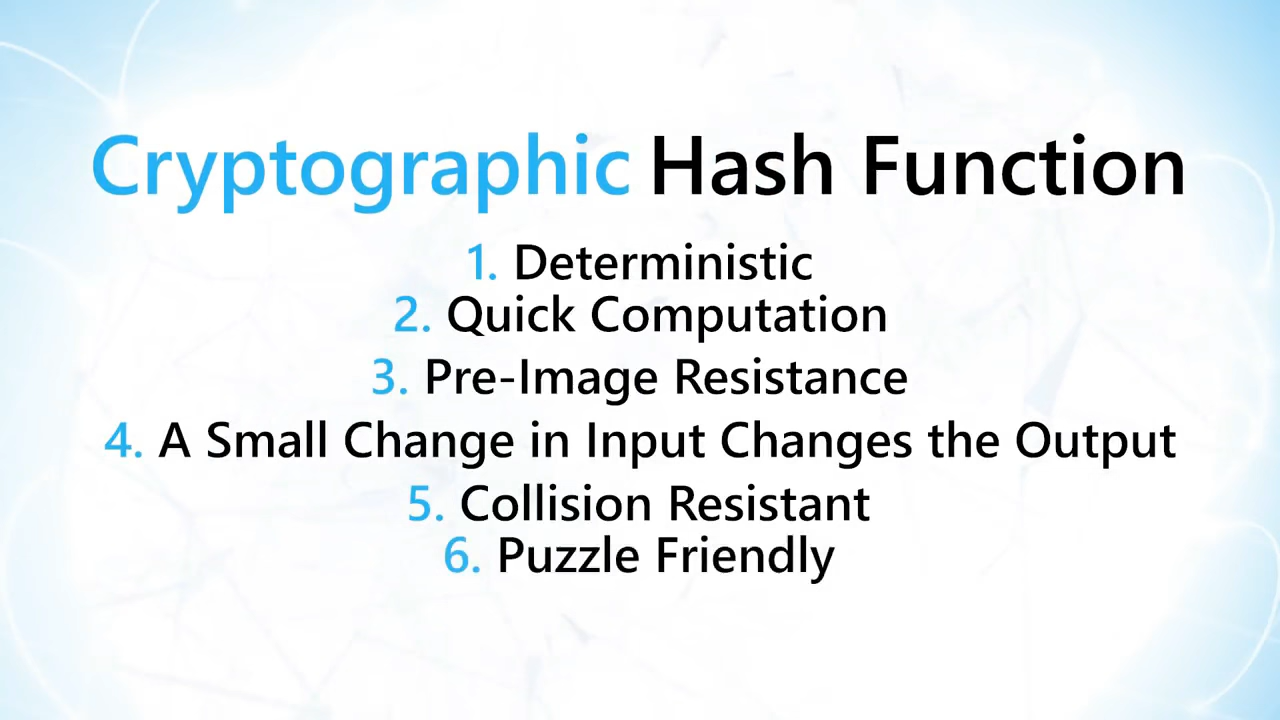 Cryptographic Hash Function
1. Deterministic
2. Quick Computation
3. Pre-Image Resistance
4. A Small Change in Input Changes the Output
5. Collision Resistant
6. Puzzle Friendly